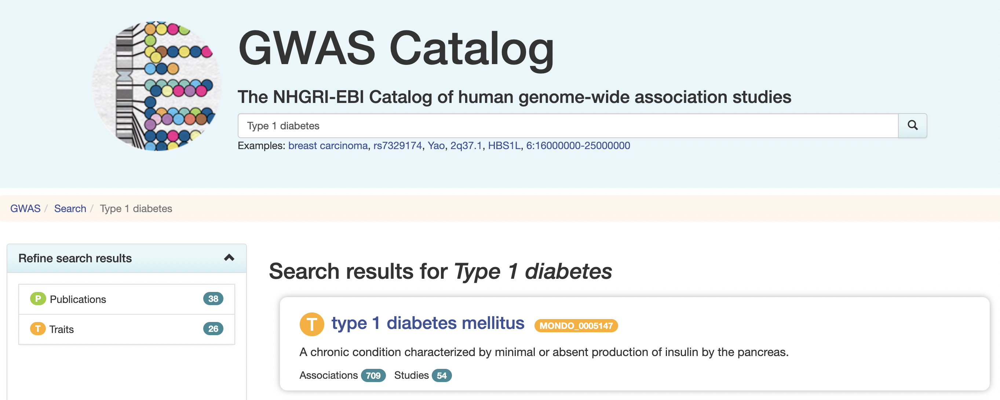 GWAS Catalog
The NHGRI-EBI Catalog of human genome-wide association studies
Type 1 diabetes
Examples: breast carcinoma, rs7329174, Yao, 2q37.1, HBS1L, 6:16000000-25000000
GWAS / Search / Type 1 diabetes
Refine search results
P Publications 38
T Traits 26
Search results for Type 1 diabetes
T type 1 diabetes mellitus MONDO_0005147
A chronic condition characterized by minimal or absent production of insulin by the pancreas.
Associations 709 Studies 54